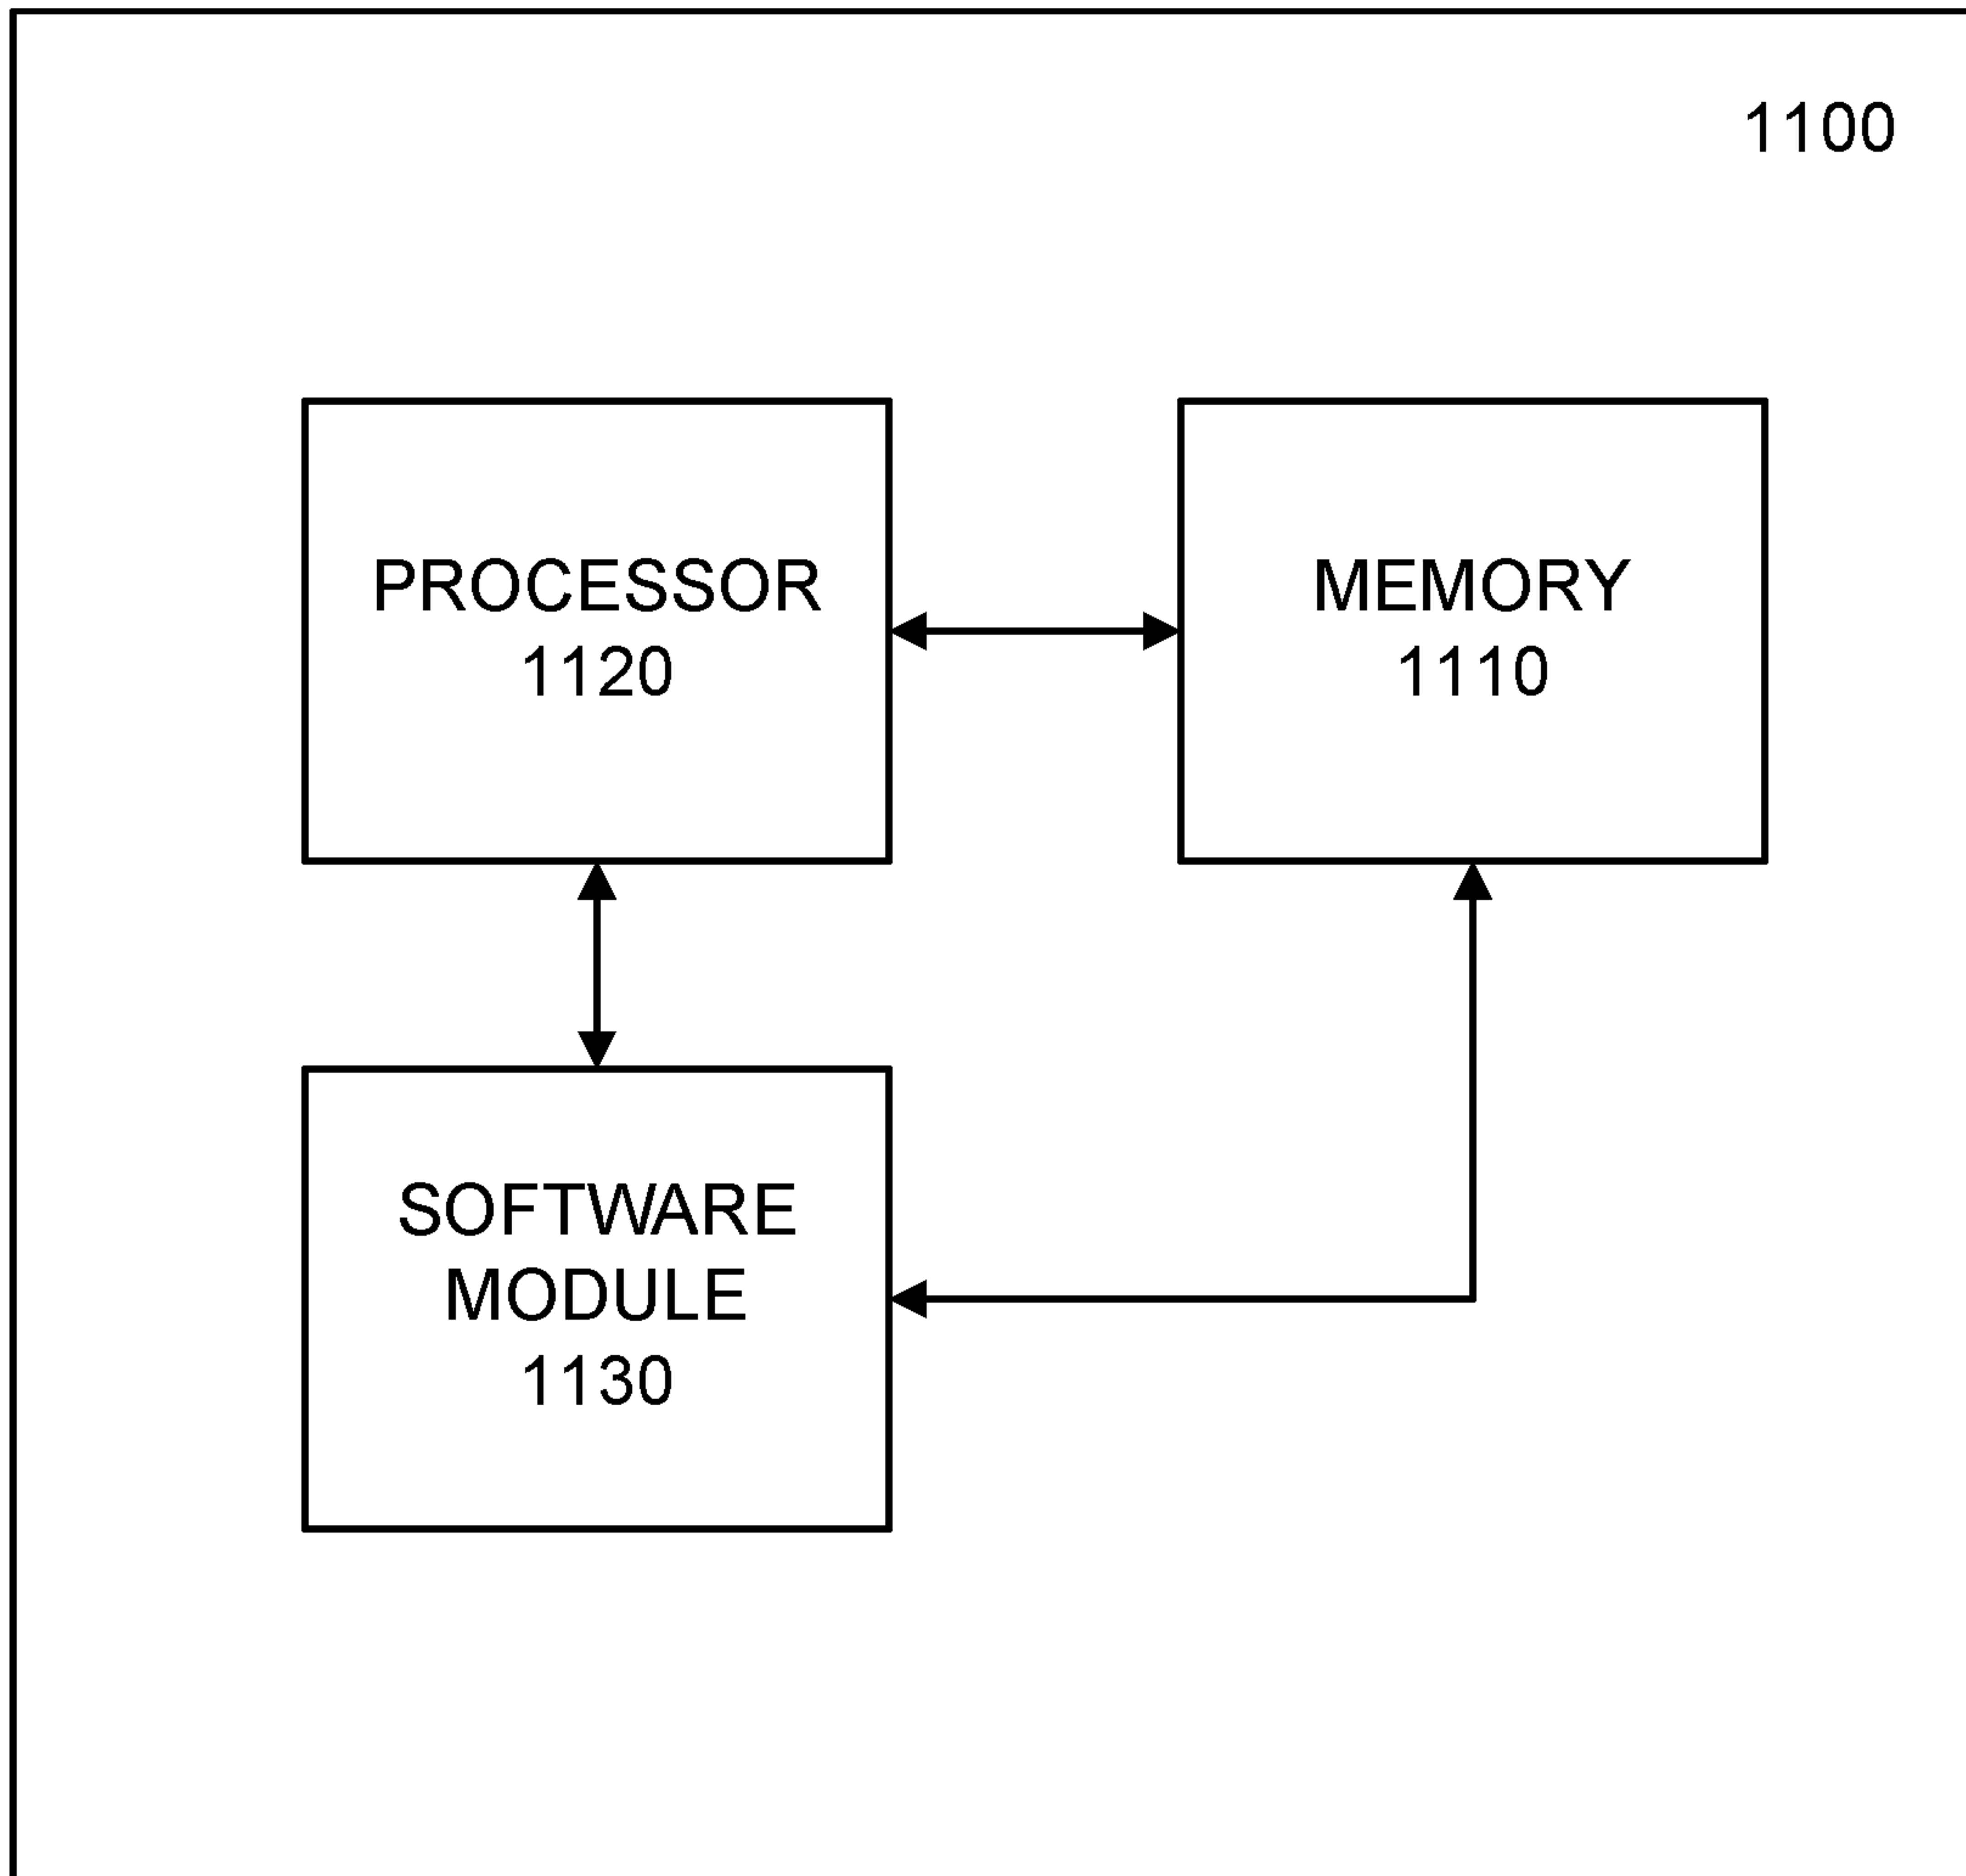 1100
PROCESSOR
1120
MEMORY
1110
SOFTWARE
MODULE
1130